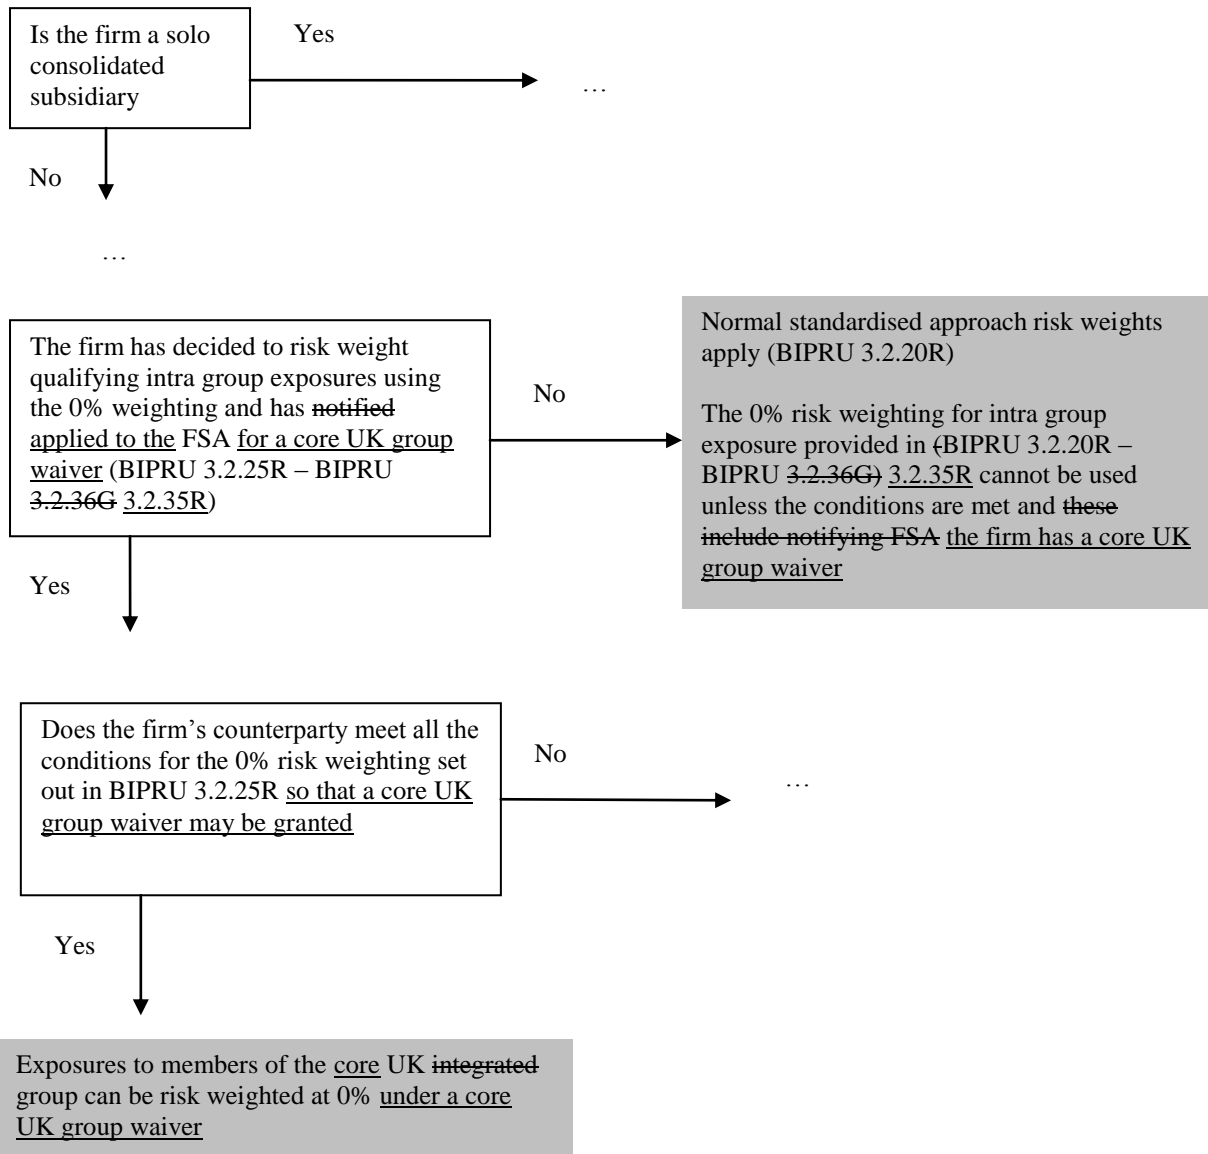 Is the firm a solo
consolidated
subsidiary
Yes
…
No
…
The firm has decided to risk weight
qualifying intra group exposures using
the 0% weighting and has notified
applied to the FSA for a core UK group
waiver (BIPRU 3.2.25R – BIPRU
3.2.36G 3.2.35R)
No
Normal standardised approach risk weights
apply (BIPRU 3.2.20R)
The 0% risk weighting for intra group
exposure provided in (BIPRU 3.2.20R –
BIPRU 3.2.36G) 3.2.35R cannot be used
unless the conditions are met and these
include notifying FSA the firm has a core UK
group waiver
Yes
Does the firm’s counterparty meet all the
conditions for the 0% risk weighting set
out in BIPRU 3.2.25R so that a core UK
group waiver may be granted
No
…
Yes
Exposures to members of the core UK integrated
group can be risk weighted at 0% under a core
UK group waiver